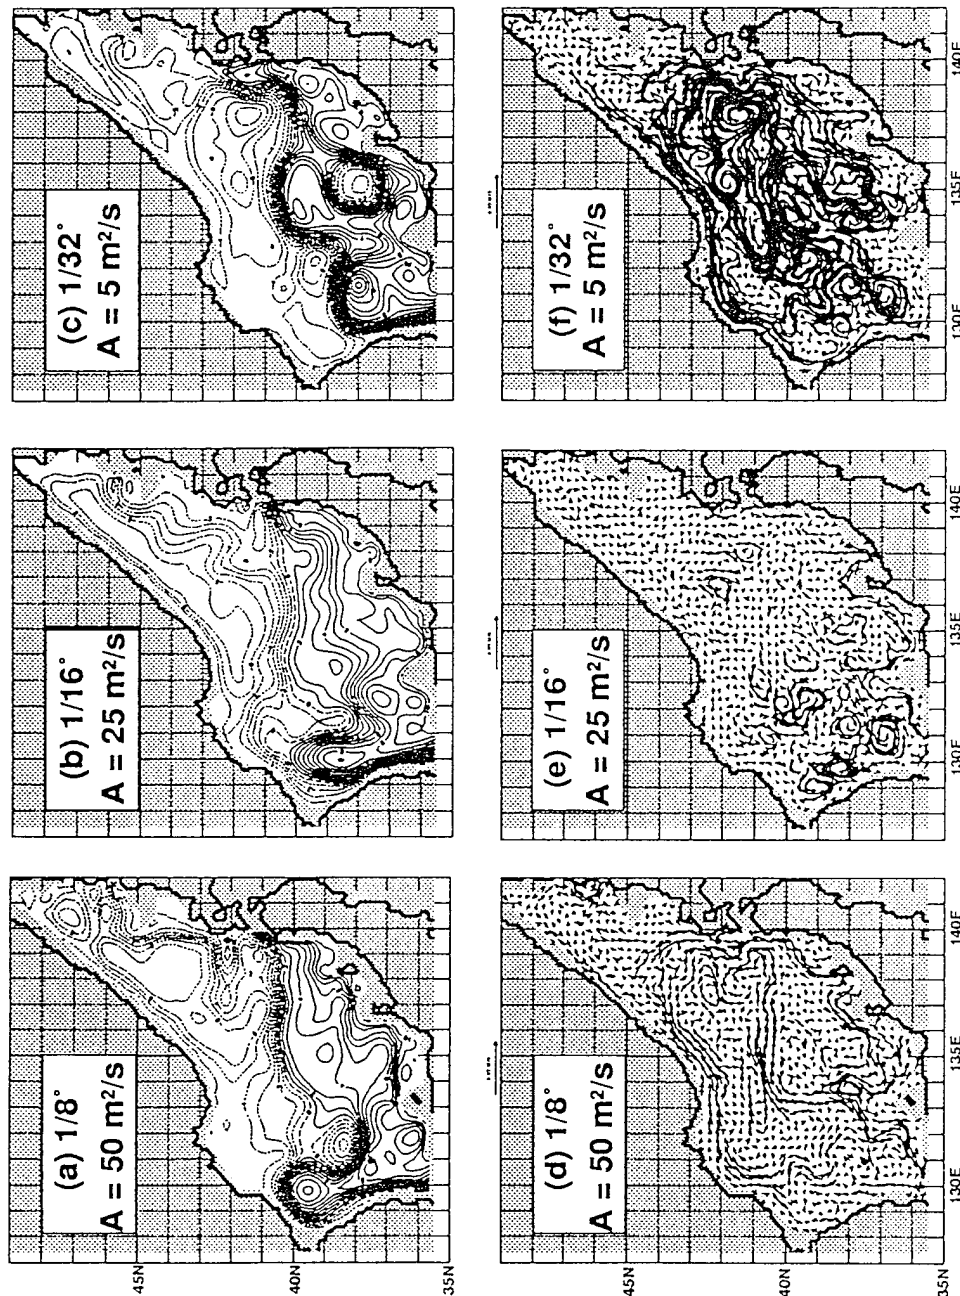 (a) 1/8°
A = 50 m²/s
(b) 1/16°
A = 25 m²/s
(c) 1/32°
A = 5 m²/s
45N
40N
35N
(d) 1/8°
A = 50 m²/s
(e) 1/16°
A = 25 m²/s
(f) 1/32°
A = 5 m²/s
45N
40N
35N
130E
135E
140E
130E
135E
140E
130E
135E
140E